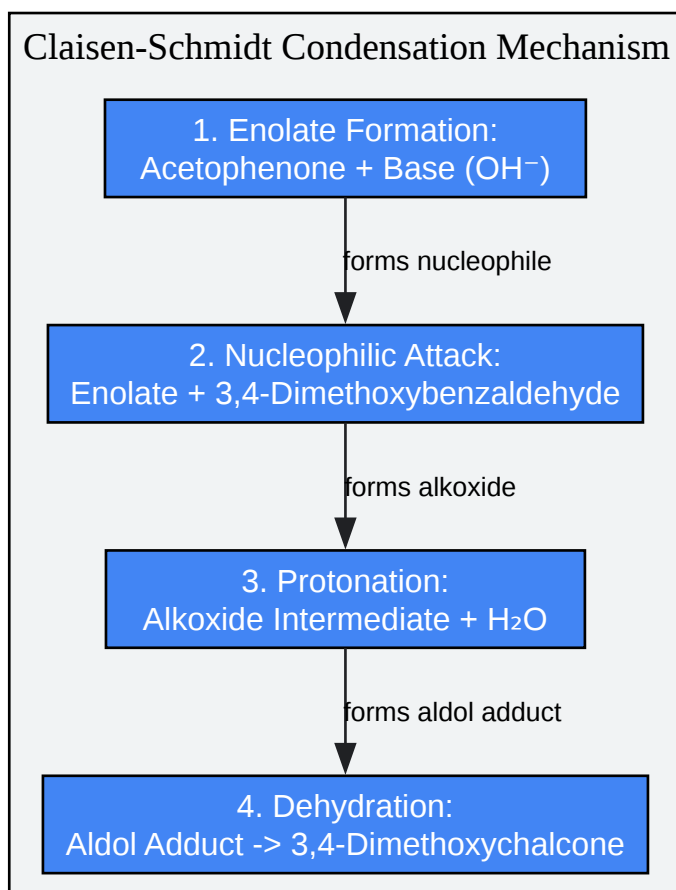 Claisen-Schmidt Condensation Mechanism
1. Enolate Formation:
Acetophenone + Base (OH⁻)
forms nucleophile
2. Nucleophilic Attack:
Enolate + 3,4-Dimethoxybenzaldehyde
forms alkoxide
3. Protonation:
Alkoxide Intermediate + H₂O
forms aldol adduct
4. Dehydration:
Aldol Adduct -> 3,4-Dimethoxychalcone